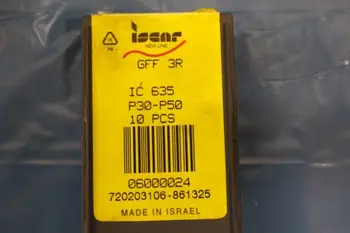 iscar
NEW LINE
GFF 3R
IC 635
P30-P50
10 PCS
06000024
720203106-861325
MADE IN ISRAEL